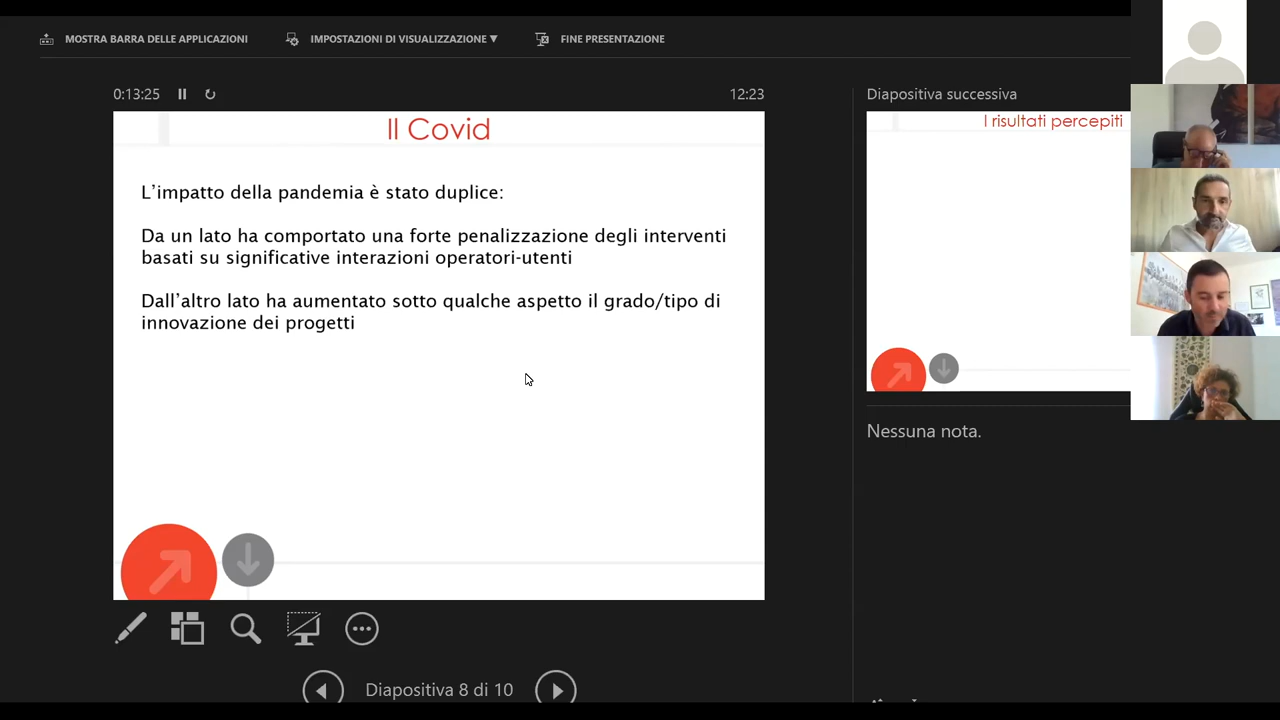 MOSTRA BARRA DELLE APPLICAZIONI
IMPOSTAZIONI DI VISUALIZZAZIONE ▼
FINE PRESENTAZIONE
0:13:25
12:23
Il Covid
L'impatto della pandemia è stato duplice:
Da un lato ha comportato una forte penalizzazione degli interventi
basati su significative interazioni operatori-utenti
Dall'altro lato ha aumentato sotto qualche aspetto il grado/tipo di
innovazione dei progetti
Diapositiva 8 di 10
Diapositiva successiva
I risultati percepiti
Nessuna nota.